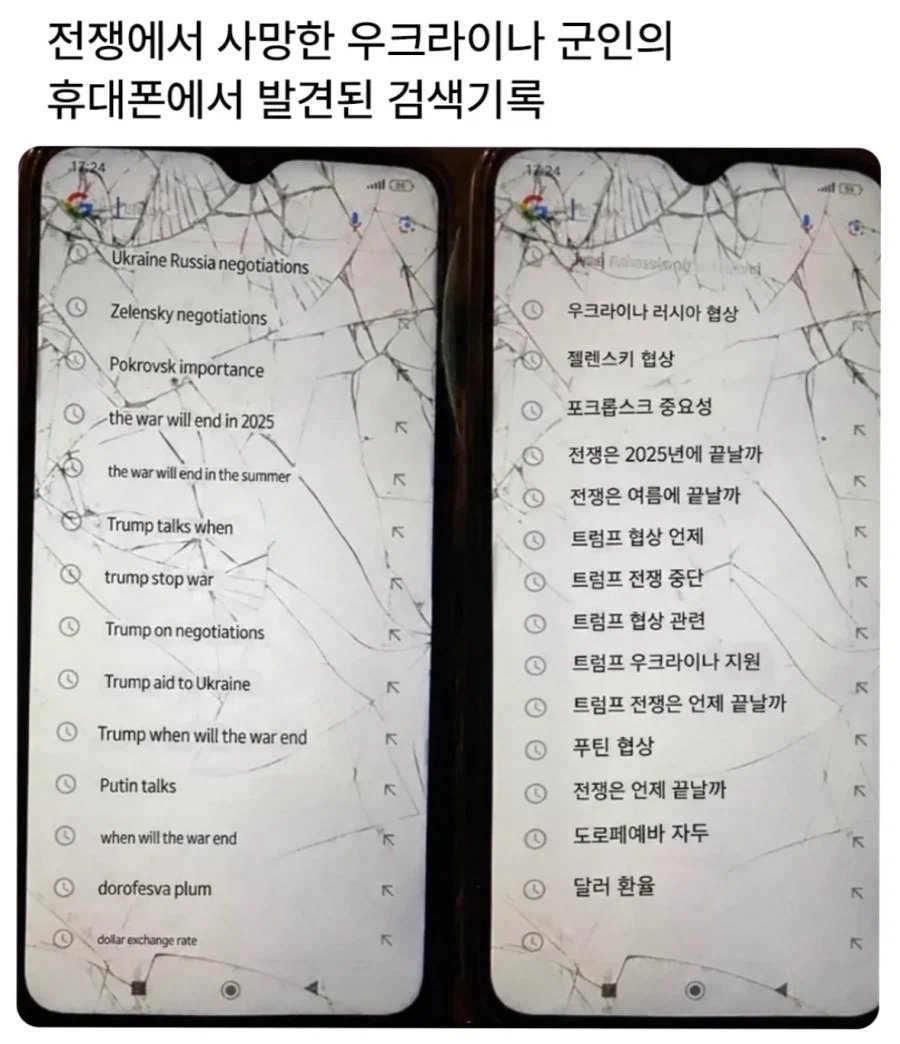 전쟁에서 사망한 우크라이나 군인의
휴대폰에서 발견된 검색기록
17:24
Ukraine Russia negotiations
Zelensky negotiations
Pokrovsk importance
the war will end in 2025
the war will end in the summer
Trump talks when
trump stop war
Trump on negotiations
Trump aid to Ukraine
Trump when will the war end
Putin talks
when will the war end
dorofesva plum
dollar exchange rate
17:24
우크라이나 러시아 협상
젤렌스키 협상
포크롭스크 중요성
전쟁은 2025년에 끝날까
전쟁은 여름에 끝날까
트럼프 협상 언제
트럼프 전쟁 중단
트럼프 협상 관련
트럼프 우크라이나 지원
트럼프 전쟁은 언제 끝날까
푸틴 협상
전쟁은 언제 끝날까
도로페예바 자두
달러 환율